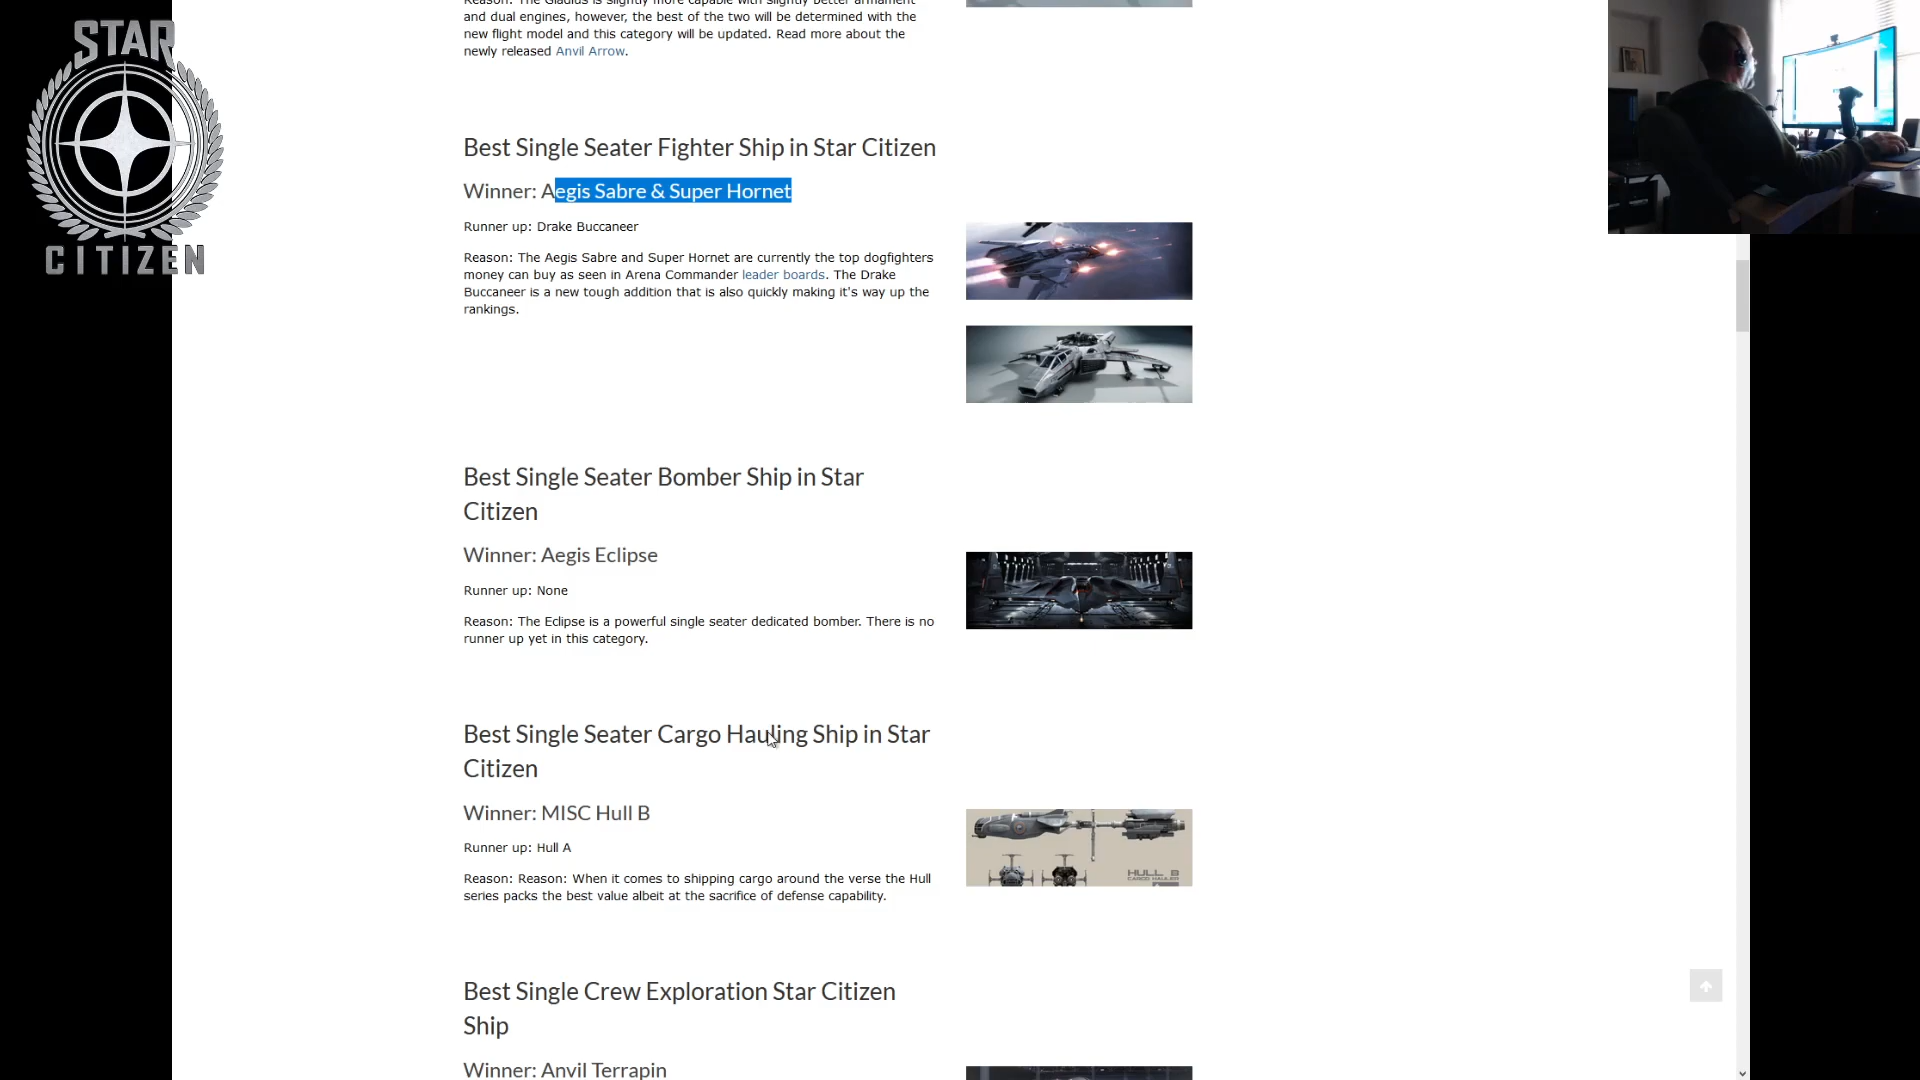 STAR
CITIZEN
Reason: The Gladius is slightly more capable with slightly better armament
and dual engines, however, the best of the two will be determined with the
new flight model and this category will be updated. Read more about the
newly released Anvil Arrow.
Best Single Seater Fighter Ship in Star Citizen
Winner: Aegis Sabre & Super Hornet
Runner up: Drake Buccaneer
Reason: The Aegis Sabre and Super Hornet are currently the top dogfighters
money can buy as seen in Arena Commander leader boards. The Drake
Buccaneer is a new tough addition that is also quickly making it's way up the
rankings.
Best Single Seater Bomber Ship in Star
Citizen
Winner: Aegis Eclipse
Runner up: None
Reason: The Eclipse is a powerful single seater dedicated bomber. There is no
runner up yet in this category.
Best Single Seater Cargo Hauling Ship in Star
Citizen
Winner: MISC Hull B
Runner up: Hull A
Reason: Reason: When it comes to shipping cargo around the verse the Hull
series packs the best value albeit at the sacrifice of defense capability.
HULL B
CARGO HAULER
Best Single Crew Exploration Star Citizen
Ship
Winner: Anvil Terrapin